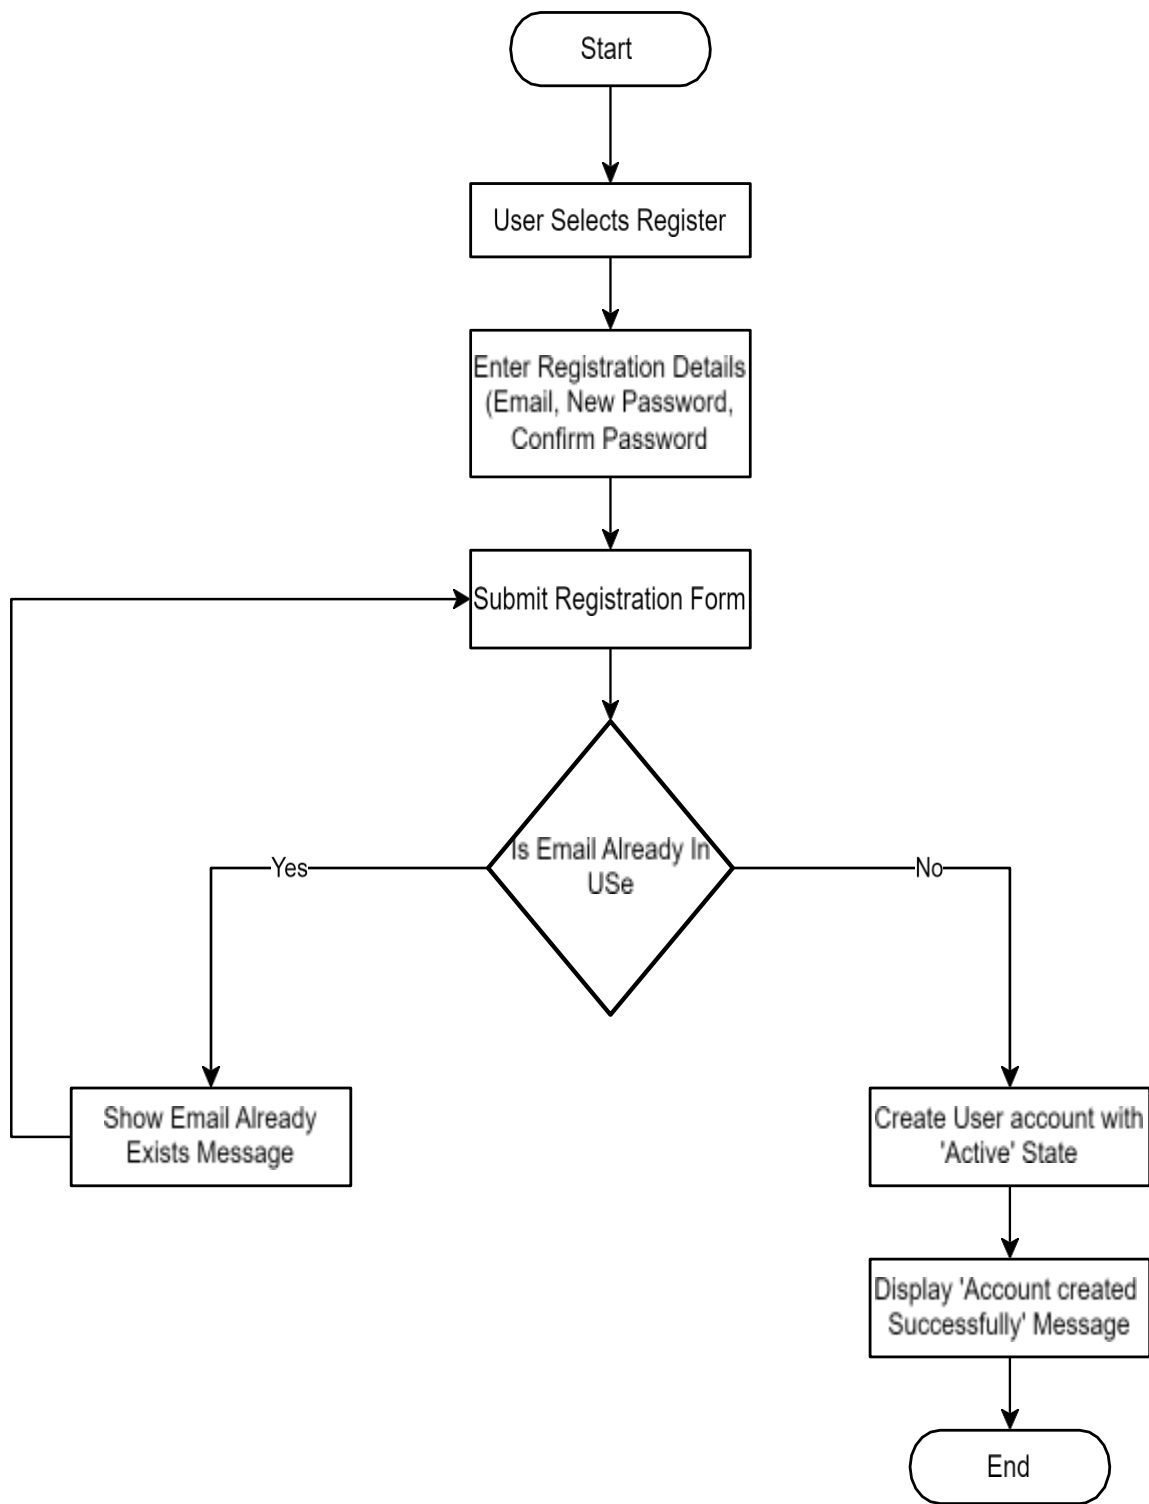 Start
User Selects Register
Enter Registration Details
(Email, New Password,
Confirm Password
Submit Registration Form
Is Email Already In
USe
Yes
No
Show Email Already
Exists Message
Create User account with
'Active' State
Display 'Account created
Successfully' Message
End